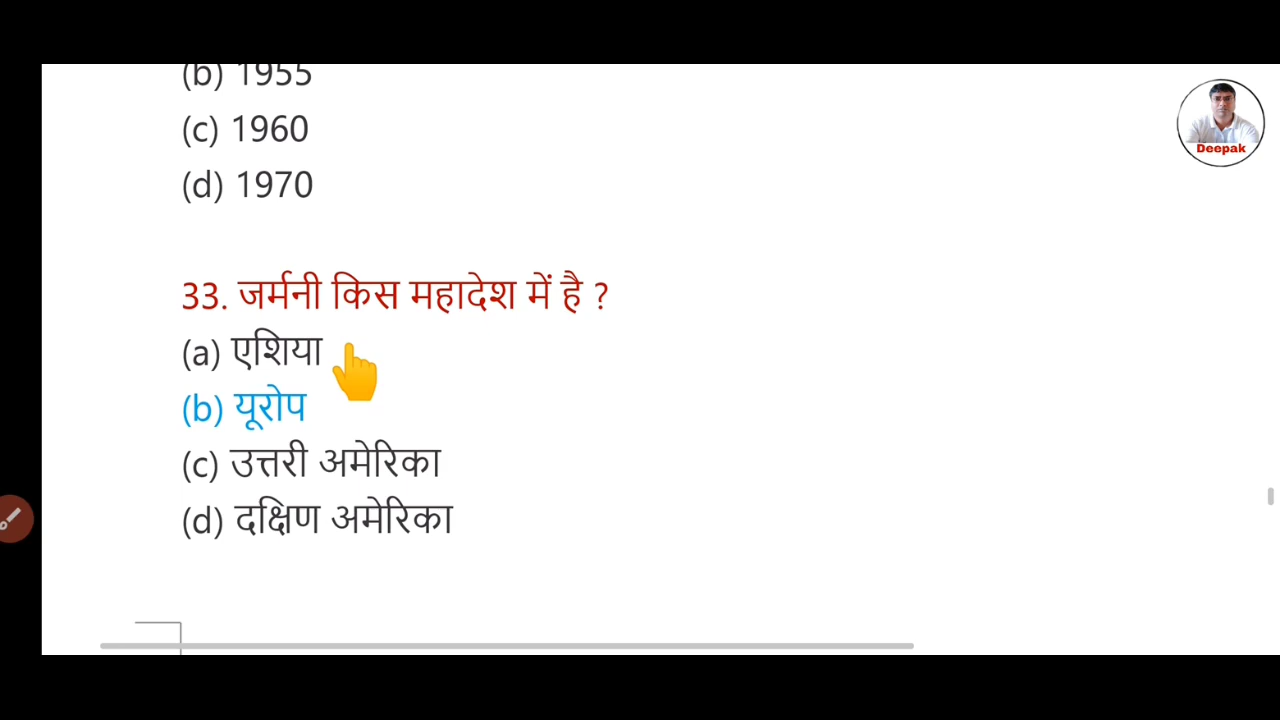 (b) 1955
(c) 1960
(d) 1970
Deepak
33. जर्मनी किस महादेश में है ?
(a) एशिया
(b) यूरोप
(c) उत्तरी अमेरिका
(d) दक्षिण अमेरिका